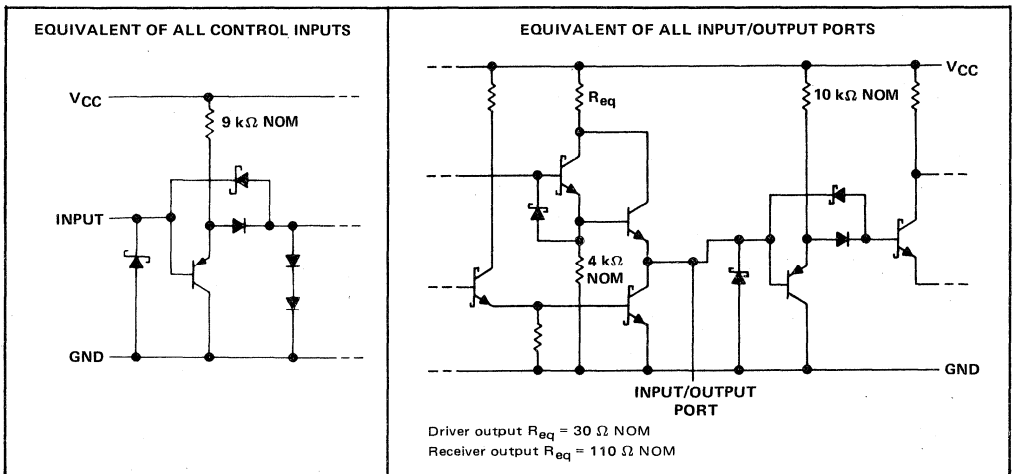 EQUIVALENT OF ALL CONTROL INPUTS
VCC
9 kΩ NOM
INPUT
GND
EQUIVALENT OF ALL INPUT/OUTPUT PORTS
VCC
Req
10 kΩ NOM
4 kΩ
NOM
GND
INPUT/OUTPUT
PORT
Driver output Req = 30 Ω NOM
Receiver output Req = 110 Ω NOM